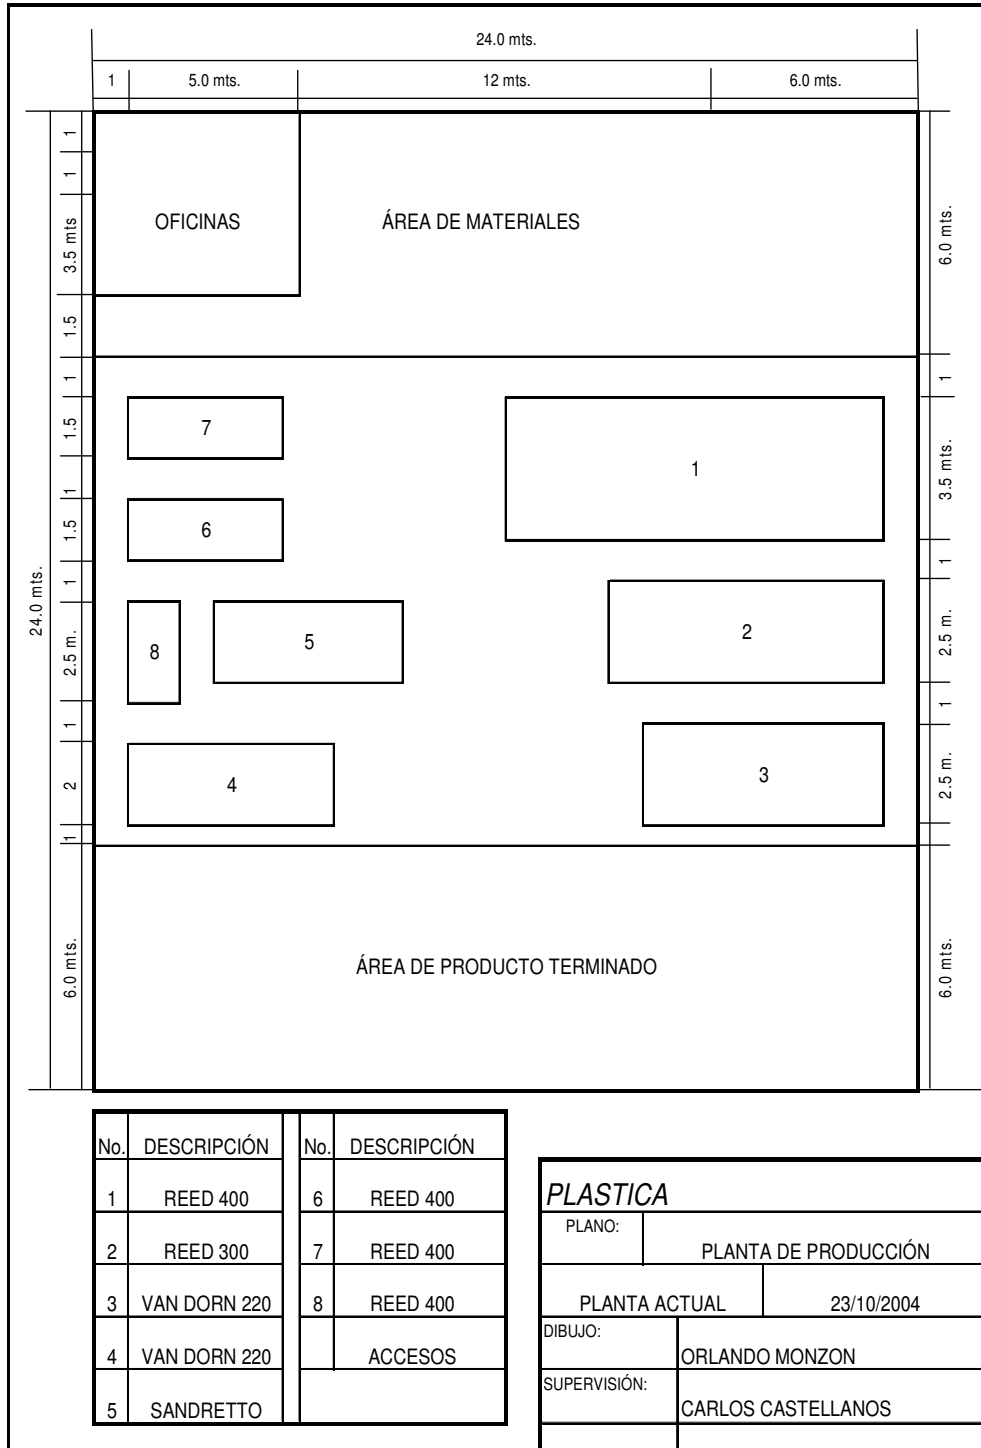 24.0 mts.
1 5.0 mts. 12 mts. 6.0 mts.
24.0 mts.
1
1
3.5 mts
1.5
1
1.5
1
1.5
1
2.5 m.
1
2
1
6.0 mts.
OFICINAS
ÁREA DE MATERIALES
7
6
8
5
4
1
2
3
ÁREA DE PRODUCTO TERMINADO
6.0 mts.
1
3.5 mts.
1
2.5 m.
1
2.5 m.
6.0 mts.
No. DESCRIPCIÓN No. DESCRIPCIÓN
1 REED 400 6 REED 400
2 REED 300 7 REED 400
3 VAN DORN 220 8 REED 400
4 VAN DORN 220 ACCESOS
5 SANDRETTO
PLASTICA
PLANO:
PLANTA DE PRODUCCIÓN
PLANTA ACTUAL 23/10/2004
DIBUJO:
ORLANDO MONZON
SUPERVISIÓN:
CARLOS CASTELLANOS